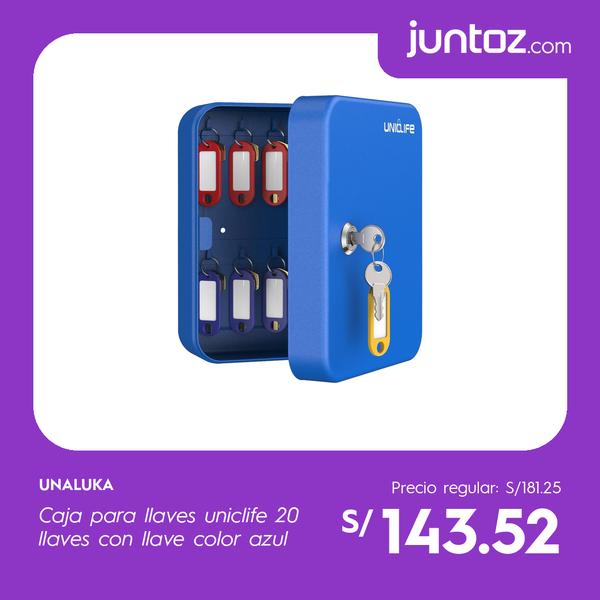 juntoz.com
UNICLIFE
UNALUKA
Caja para llaves uniclife 20
llaves con llave color azul
Precio regular: S/181.25
S/143.52